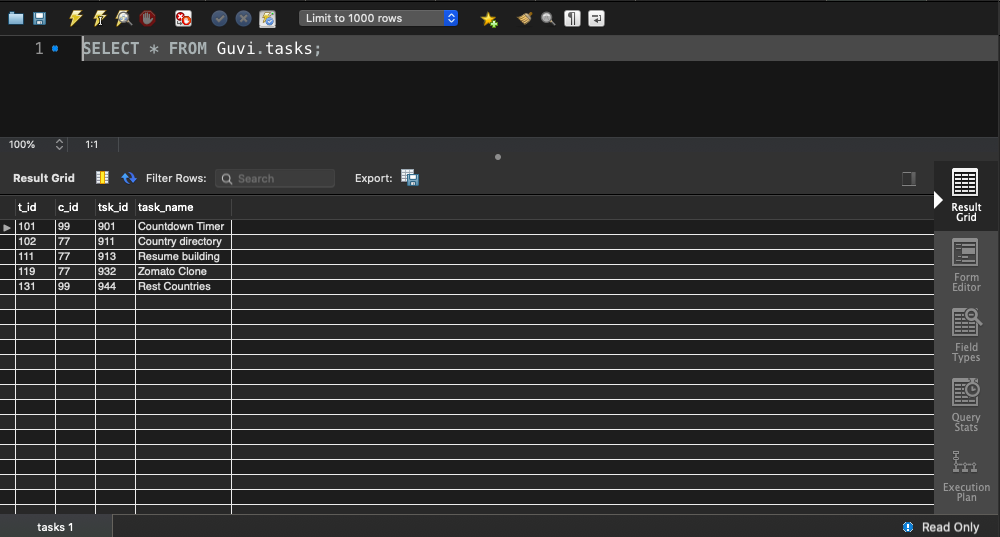 Limit to 1000 rows
1 SELECT * FROM Guvi.tasks;
100% 1:1
Result Grid Filter Rows: Search Export:
t_id c_id tsk_id task_name
101 99 901 Countdown Timer
102 77 911 Country directory
111 77 913 Resume building
119 77 932 Zomato Clone
131 99 944 Rest Countries
Result
Grid
Form
Editor
Field
Types
Query
Stats
Execution
Plan
tasks 1
Read Only